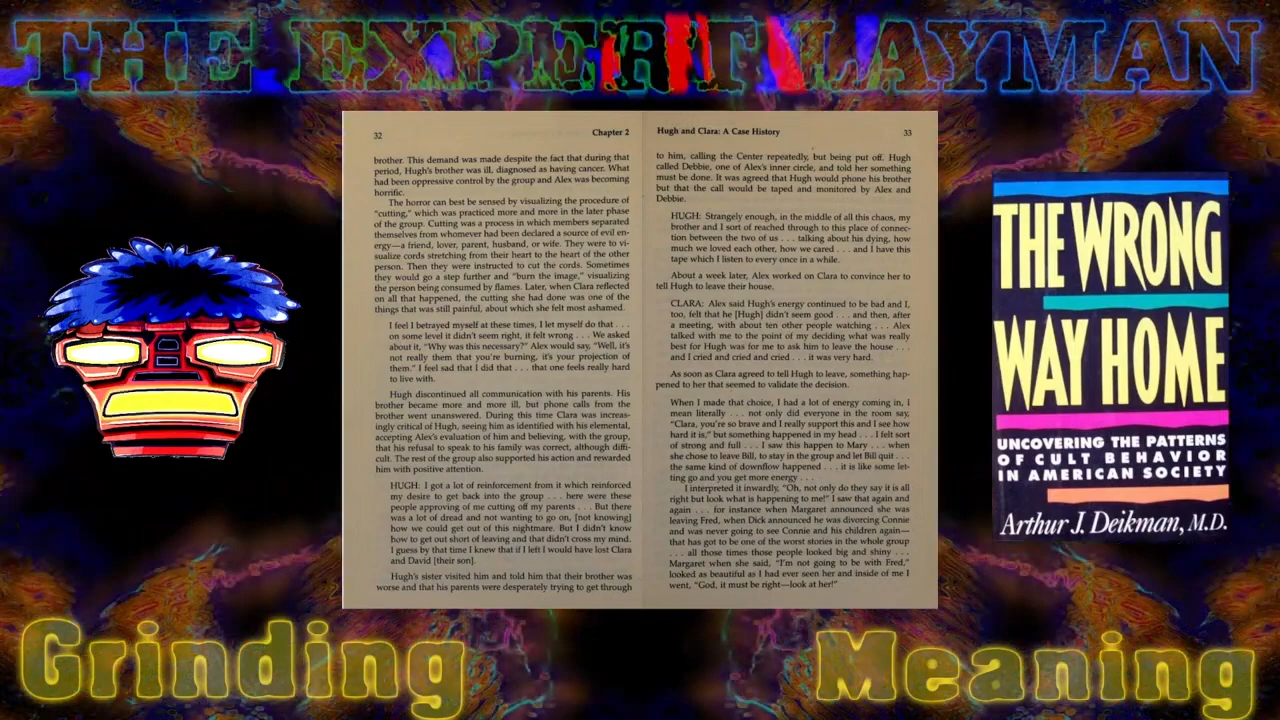 THE EXPERT LAYMAN
32 Chapter 2
brother. This demand was made despite the fact that during that
period, Hugh's brother was ill, diagnosed as having cancer. What
had been oppressive control by the group and Alex was becoming
horrific.
The horror can best be sensed by visualizing the procedure of
"cutting," which was practiced more and more in the later phase
of the group. Cutting was a process in which members separated
themselves from whomever had been declared a source of evil en-
ergy—a friend, lover, parent, husband, or wife. They were to vi-
sualize cords stretching from their heart to the heart of the other
person. Then they were instructed to cut the cords. Sometimes
they would go a step further and "burn the image," visualizing
the person being consumed by flames. Later, when Clara reflected
on all that happened, the cutting she had done was one of the
things that was still painful, about which she felt most ashamed.
I feel I betrayed myself at these times, I let myself do that . . .
on some level it didn't seem right, it felt wrong . . . We asked
about it, "Why was this necessary?" Alex would say, "Well, it's
not really them that you're burning, it's your projection of
them." I feel sad that I did that . . . that one feels really hard
to live with.
Hugh discontinued all communication with his parents. His
brother became more and more ill, but phone calls from the
brother went unanswered. During this time Clara was increas-
ingly critical of Hugh, seeing him as identified with his elemental,
accepting Alex's evaluation of him and believing, with the group,
that his refusal to speak to his family was correct, although diffi-
cult. The rest of the group also supported his action and rewarded
him with positive attention.
HUGH: I got a lot of reinforcement from it which reinforced
my desire to get back into the group . . . here were these
people approving of me cutting off my parents . . . But there
was a lot of dread and not wanting to go on, [not knowing]
how we could get out of this nightmare. But I didn't know
how to get out short of leaving and that didn't cross my mind.
I guess by that time I knew that if I left I would have lost Clara
and David [their son].
Hugh's sister visited him and told him that their brother was
worse and that his parents were desperately trying to get through
Hugh and Clara: A Case History 33
to him, calling the Center repeatedly, but being put off. Hugh
called Debbie, one of Alex's inner circle, and told her something
must be done. It was agreed that Hugh would phone his brother
but that the call would be taped and monitored by Alex and
Debbie.
HUGH: Strangely enough, in the middle of all this chaos, my
brother and I sort of reached through to this place of connec-
tion between the two of us . . . talking about his dying, how
much we loved each other, how we cared . . . and I have this
tape which I listen to every once in a while.
About a week later, Alex worked on Clara to convince her to
tell Hugh to leave their house.
CLARA: Alex said Hugh's energy continued to be bad and I,
too, felt that he [Hugh] didn't seem good . . . and then, after
a meeting, with about ten other people watching . . . Alex
talked with me to the point of my deciding what was really
best for Hugh was for me to ask him to leave the house . . .
and I cried and cried and cried . . . it was very hard.
As soon as Clara agreed to tell Hugh to leave, something hap-
pened to her that seemed to validate the decision.
When I made that choice, I had a lot of energy coming in, I
mean literally . . . not only did everyone in the room say,
"Clara, you're so brave and I really support this and I see how
hard it is," but something happened in my head . . . I felt sort
of strong and full . . . I saw this happen to Mary . . . when
she chose to leave Bill, to stay in the group and let Bill quit . . .
the same kind of downflow happened . . . it is like some let-
ting go and you get more energy . . .
I interpreted it inwardly, "Oh, not only do they say it is all
right but look what is happening to me!" I saw that again and
again . . . for instance when Margaret announced she was
leaving Fred, when Dick announced he was divorcing Connie
and was never going to see Connie and his children again—
that has got to be one of the worst stories in the whole group
. . . all those times those people looked big and shiny . . .
Margaret when she said, "I'm not going to be with Fred,"
looked as beautiful as I had ever seen her and inside of me I
went, "God, it must be right—look at her!"
THE WRONG
WAY HOME
UNCOVERING THE PATTERNS
OF CULT BEHAVIOR
IN AMERICAN SOCIETY
Arthur J. Deikman, M.D.
Grinding Meaning